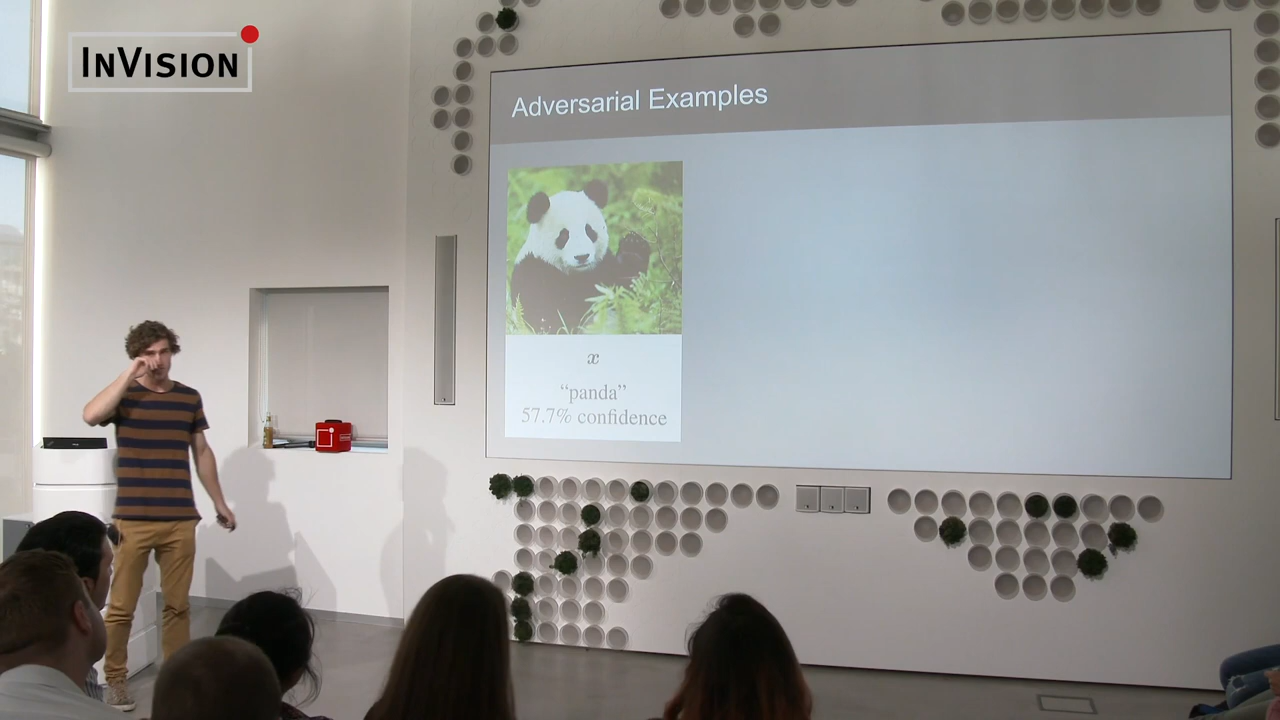 InVision
Adversarial Examples
x
“panda”
57.7% confidence